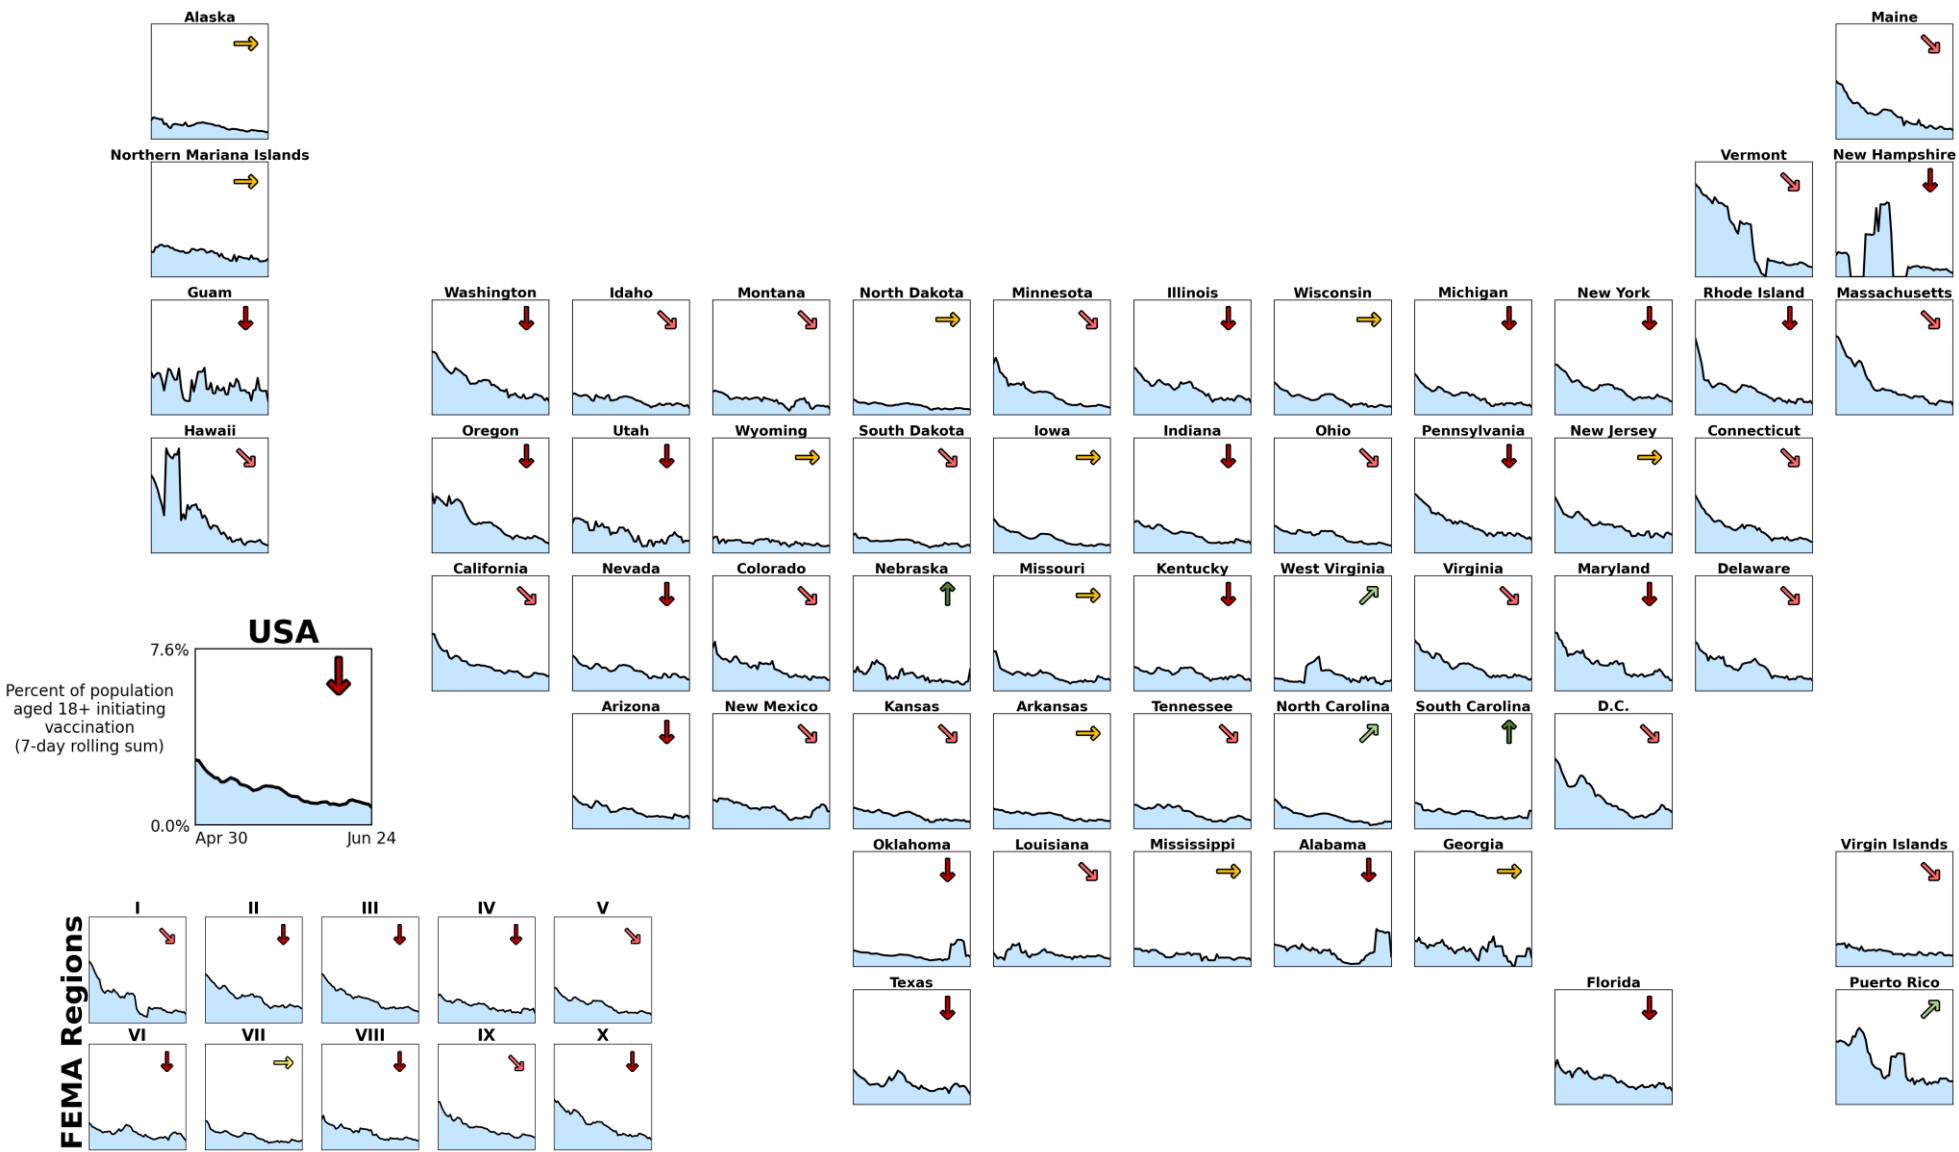 Alaska
Maine
Northern Mariana Islands
Vermont
New Hampshire
Guam
Washington
Idaho
Montana
North Dakota
Minnesota
Illinois
Wisconsin
Michigan
New York
Rhode Island
Massachusetts
Hawaii
Oregon
Utah
Wyoming
South Dakota
Iowa
Indiana
Ohio
Pennsylvania
New Jersey
Connecticut
California
Nevada
Colorado
Nebraska
Missouri
Kentucky
West Virginia
Virginia
Maryland
Delaware
USA
7.6%
Percent of population
aged 18+ initiating
vaccination
(7-day rolling sum)
0.0%
Apr 30
Jun 24
Arizona
New Mexico
Kansas
Arkansas
Tennessee
North Carolina
South Carolina
D.C.
Oklahoma
Louisiana
Mississippi
Alabama
Georgia
Virgin Islands
Texas
Florida
Puerto Rico
FEMA Regions
I
II
III
IV
V
VI
VII
VIII
IX
X